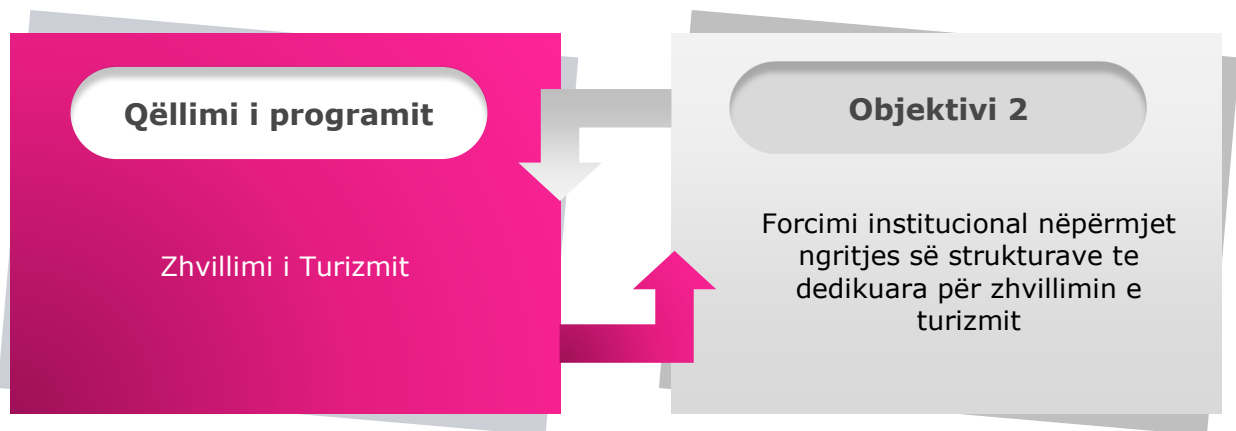 Qëllimi i programit
Zhvillimi i Turizmit
Objektivi 2
Forcimi institucional nëpërmjet
ngritjes së strukturave te
dedikuara për zhvillimin e
turizmit